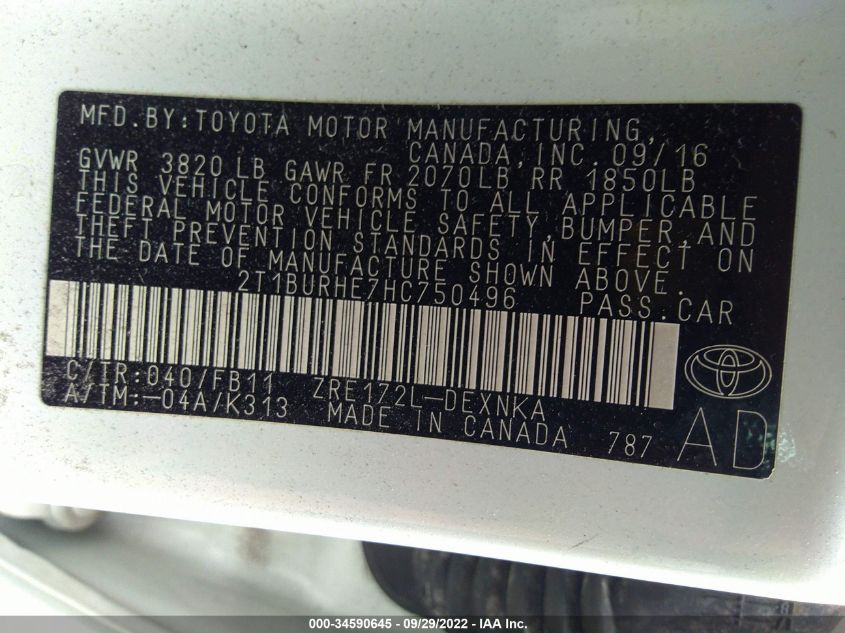 MFD.BY:TOYOTA MOTOR MANUFACTURING,
CANADA,INC.09/16
GVWR 3820 LB GAWR FR 2070LB RR 1850LB
THIS VEHICLE CONFORMS TO ALL APPLICABLE
FEDERAL MOTOR VEHICLE SAFETY,BUMPER,AND
THEFT PREVENTION STANDARDS IN EFFECT ON
THE DATE OF MANUFACTURE SHOWN ABOVE.
2T1BURHE7HC750496 PASS.CAR
C/TR:040/FB11 ZRE172L-DEXNKA
A/TM:-04A/K313 MADE IN CANADA 787
AD
000-34590645 - 09/29/2022 - IAA Inc.